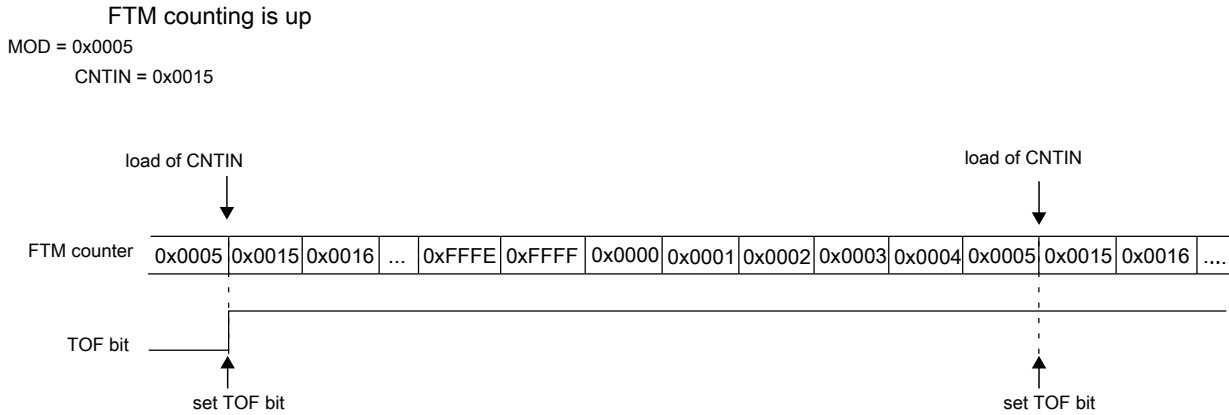 FTM counting is up
MOD = 0x0005
CNTIN = 0x0015
load of CNTIN load of CNTIN
FTM counter 0x0005 0x0015 0x0016 ... 0xFFFE 0xFFFF 0x0000 0x0001 0x0002 0x0003 0x0004 0x0005 0x0015 0x0016 ....
TOF bit
set TOF bit set TOF bit